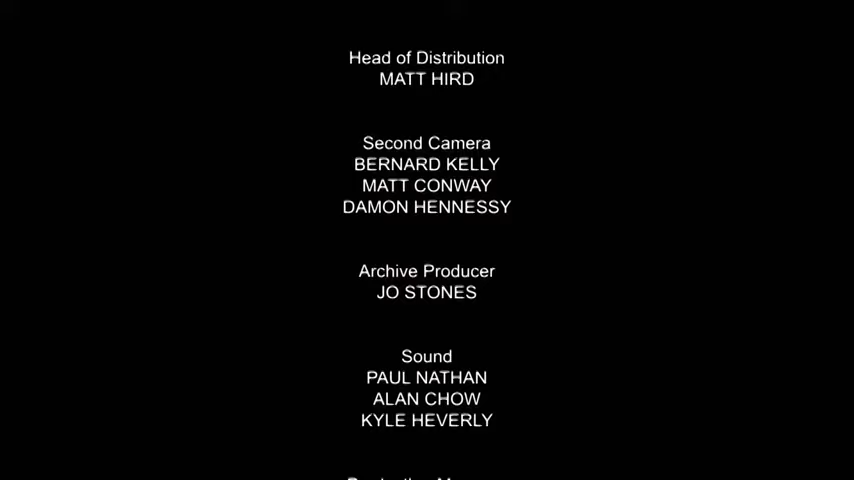 Head of Distribution
MATT HIRD
Second Camera
BERNARD KELLY
MATT CONWAY
DAMON HENNESSY
Archive Producer
JO STONES
Sound
PAUL NATHAN
ALAN CHOW
KYLE HEVERLY